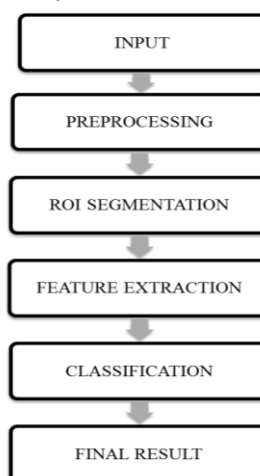 INPUT
PREPROCESSING
ROI SEGMENTATION
FEATURE EXTRACTION
CLASSIFICATION
FINAL RESULT